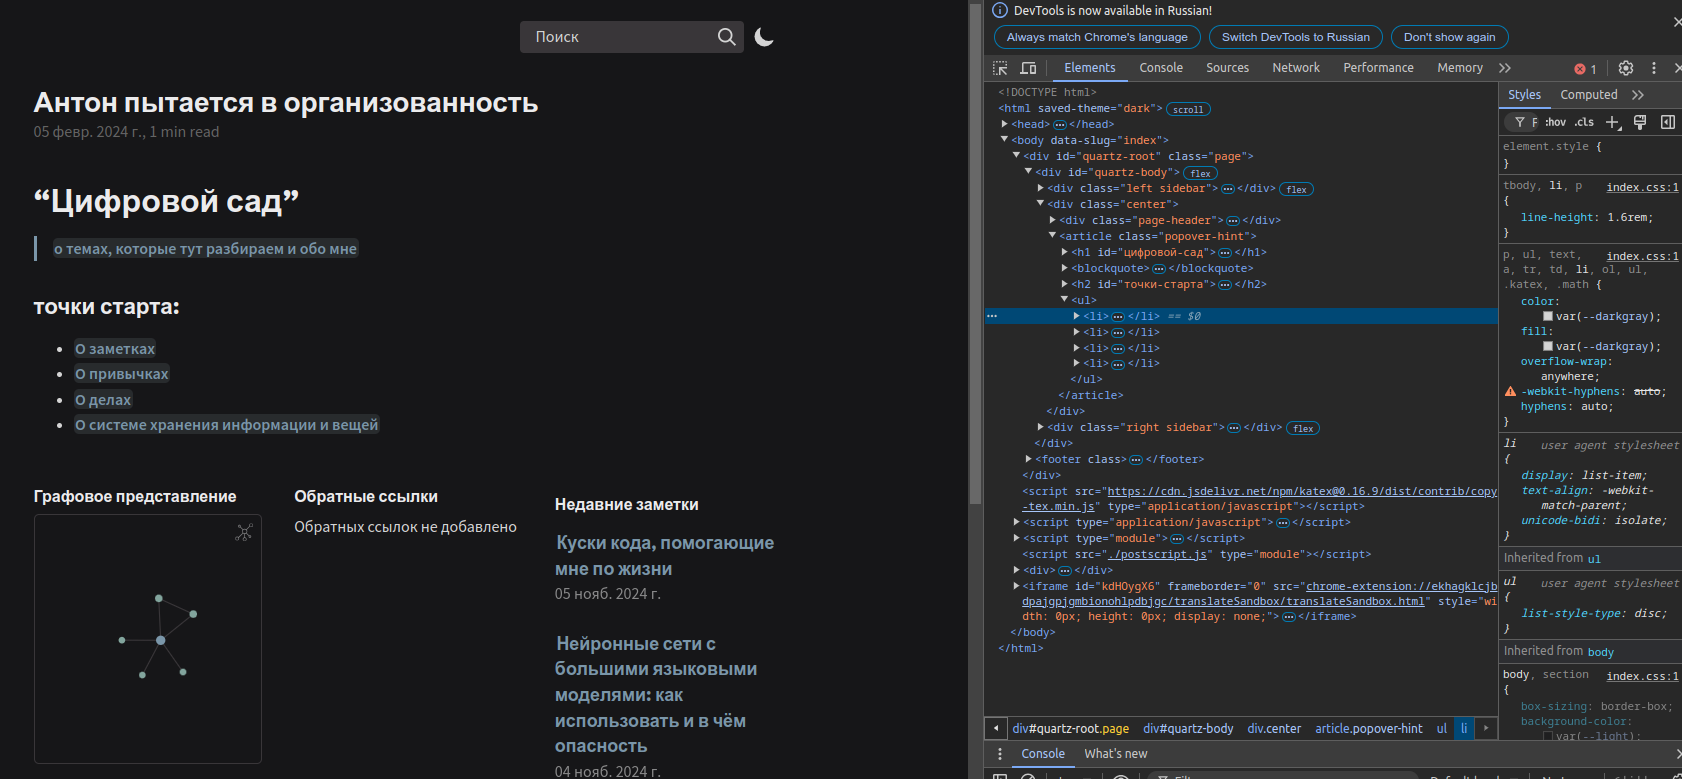 Поиск
Антон пытается в организованность
05 февр. 2024 г., 1 min read
“Цифровой сад”
о темах, которые тут разбираем и обо мне
точки старта:
О заметках
О привычках
О делах
О системе хранения информации и вещей
Графовое представление
Обратные ссылки
Обратных ссылок не добавлено
Недавние заметки
Куски кода, помогающие
мне по жизни
05 нояб. 2024 г.
Нейронные сети с
большими языковыми
моделями: как
использовать и в чём
опасность
04 нояб. 2024 г.
DevTools is now available in Russian!
Always match Chrome's language Switch DevTools to Russian Don't show again
Elements Console Sources Network Performance Memory 1
<!DOCTYPE html>
<html saved-theme="dark"> scroll
<head> … </head>
<body data-slug="index">
<div id="quartz-root" class="page">
<div id="quartz-body"> flex
<div class="left sidebar"> … </div> flex
<div class="center">
<div class="page-header"> … </div>
<article class="popover-hint">
<h1 id="цифровой-сад"> … </h1>
<blockquote> … </blockquote>
<h2 id="точки-старта"> … </h2>
<ul>
… <li> … </li> == $0
<li> … </li>
<li> … </li>
<li> … </li>
</ul>
</article>
</div>
<div class="right sidebar"> … </div> flex
</div>
<footer class> … </footer>
</div>
<script src="https://cdn.jsdelivr.net/npm/katex@0.16.9/dist/contrib/copy
-tex.min.js" type="application/javascript"></script>
<script type="application/javascript"> … </script>
<script type="module"> … </script>
<script src="./postscript.js" type="module"></script>
<div> … </div>
<iframe id="kdHOygX6" frameborder="0" src="chrome-extension://ekhagklcjb
dpajgpjgmbionohlpdbjgc/translateSandbox/translateSandbox.html" style="wi
dth: 0px; height: 0px; display: none;"> … </iframe>
</body>
</html>
div#quartz-root.page div#quartz-body div.center article.popover-hint ul li
Console What's new
Styles Computed
F :hov .cls
element.style {
}
tbody, li, p index.css:1
{
line-height: 1.6rem;
}
p, ul, text, index.css:1
a, tr, td, li, ol, ul,
.katex, .math {
color:
var(--darkgray);
fill:
var(--darkgray);
overflow-wrap:
anywhere;
-webkit-hyphens: auto;
hyphens: auto;
}
li user agent stylesheet
{
display: list-item;
text-align: -webkit-
match-parent;
unicode-bidi: isolate;
}
Inherited from ul
ul user agent stylesheet
{
list-style-type: disc;
}
Inherited from body
body, section index.css:1
{
box-sizing: border-box;
background-color:
var(--light);